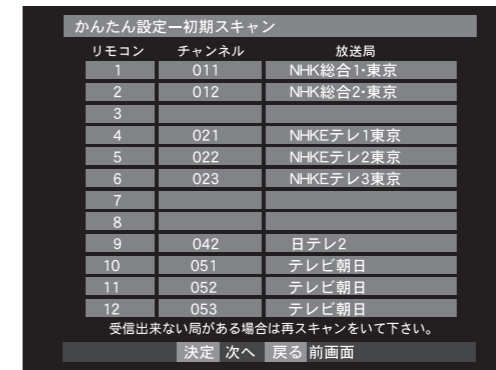 かんたん設定ー初期スキャン
リモコン チャンネル 放送局
1 011 NHK総合1・東京
2 012 NHK総合2・東京
3
4 021 NHKEテレ1東京
5 022 NHKEテレ2東京
6 023 NHKEテレ3東京
7
8
9 042 日テレ2
10 051 テレビ朝日
11 052 テレビ朝日
12 053 テレビ朝日
受信出来ない局がある場合は再スキャンをいて下さい。
決定 次へ 戻る 前画面